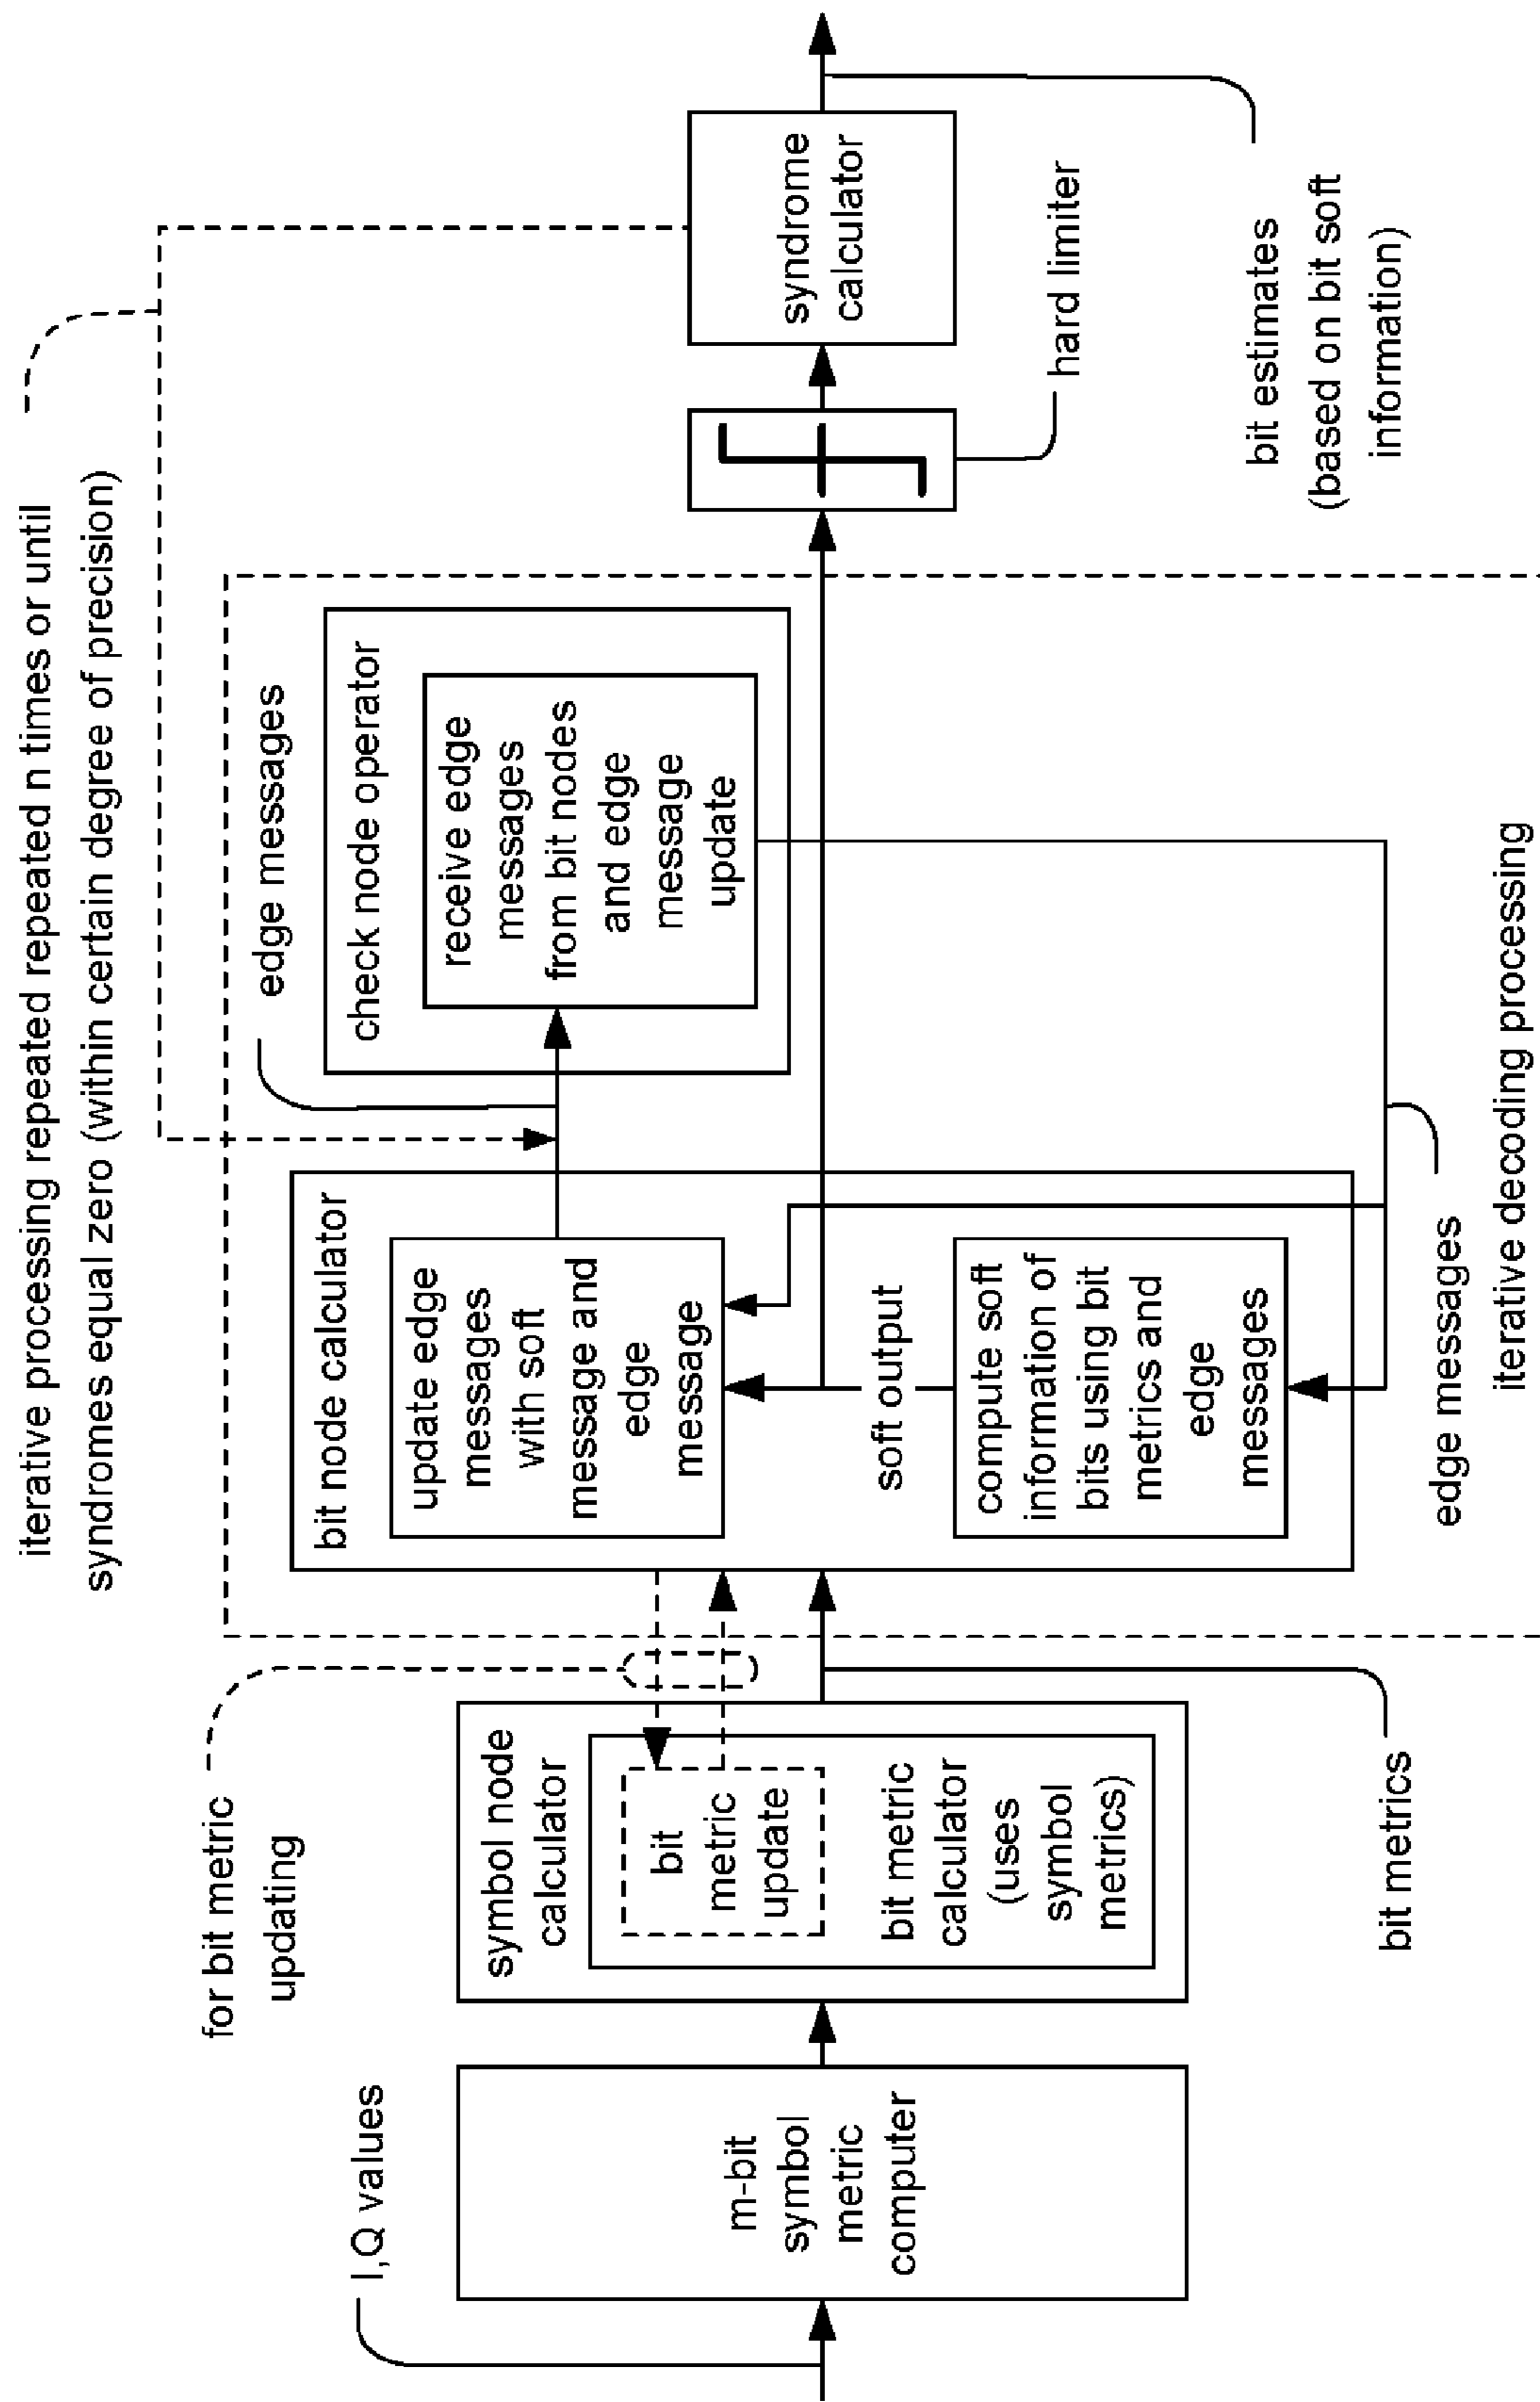 iterative processing repeated repeated n times or until
syndromes equal zero (within certain degree of precision)
for bit metric
updating
I,Q values
m-bit
symbol
metric
computer
symbol node
calculator
bit
metric
update
bit metric
calculator
(uses
symbol
metrics)
bit metrics
bit node calculator
update edge
messages
with soft
message and
edge
message
soft output
compute soft
information of
bits using bit
metrics and
edge
messages
edge messages
edge messages
check node operator
receive edge
messages
from bit nodes
and edge
message
update
iterative decoding processing
hard limiter
syndrome
calculator
bit estimates
(based on bit soft
information)